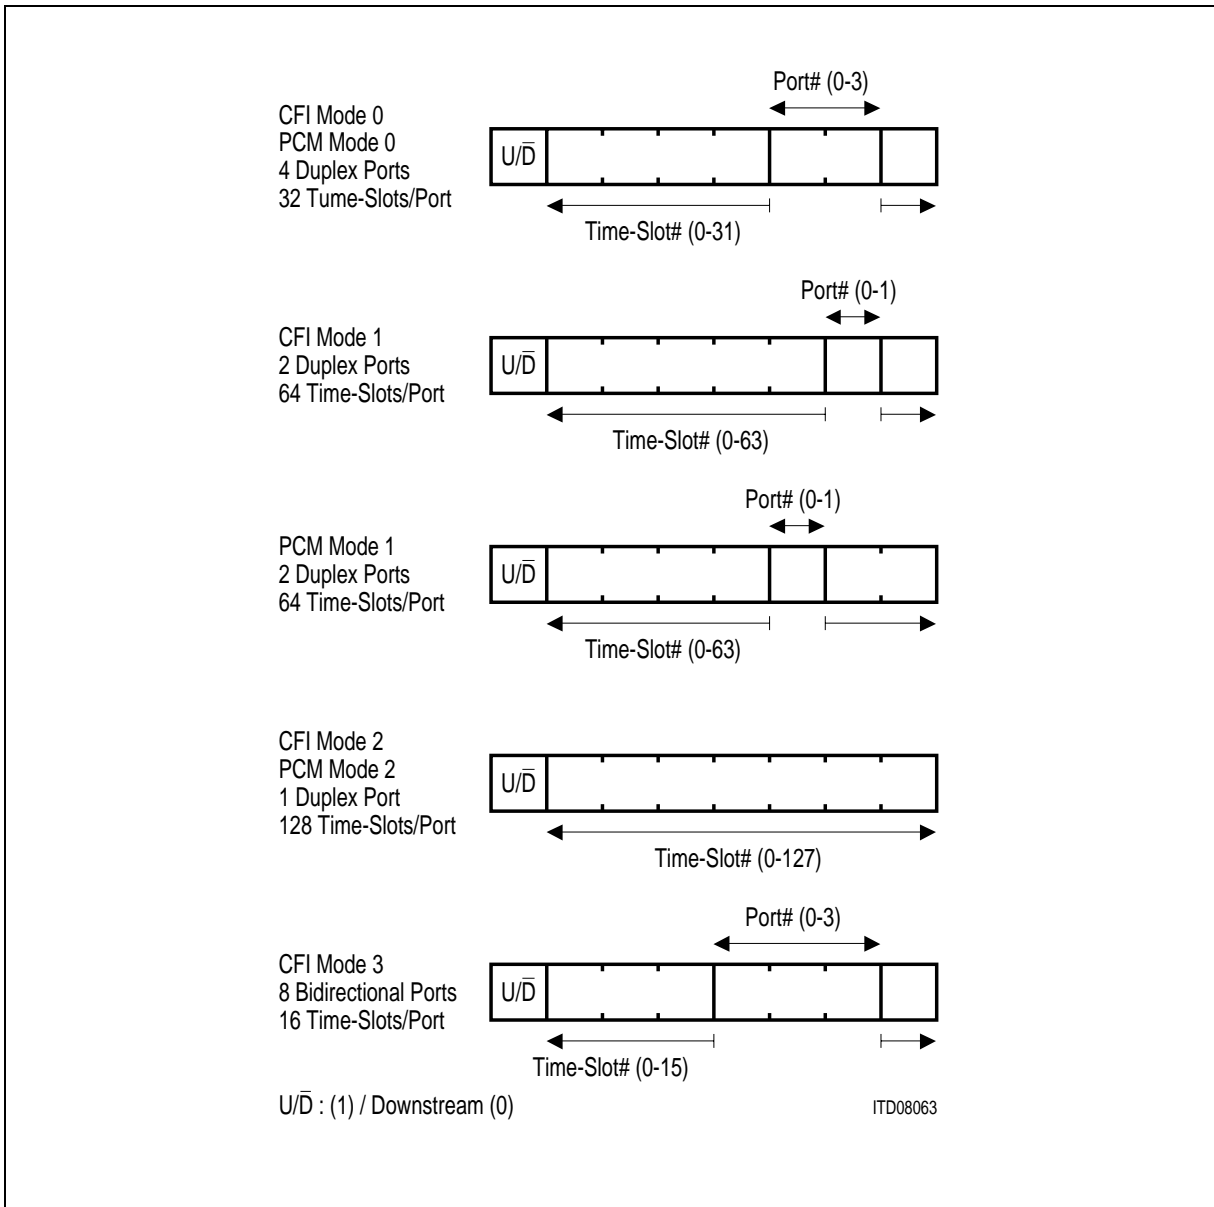 Port# (0-3)
CFI Mode 0
PCM Mode 0
4 Duplex Ports
32 Tume-Slots/Port
U/D̅
Time-Slot# (0-31)
Port# (0-1)
CFI Mode 1
2 Duplex Ports
64 Time-Slots/Port
U/D̅
Time-Slot# (0-63)
Port# (0-1)
PCM Mode 1
2 Duplex Ports
64 Time-Slots/Port
U/D̅
Time-Slot# (0-63)
CFI Mode 2
PCM Mode 2
1 Duplex Port
128 Time-Slots/Port
U/D̅
Time-Slot# (0-127)
Port# (0-3)
CFI Mode 3
8 Bidirectional Ports
16 Time-Slots/Port
U/D̅
Time-Slot# (0-15)
U/D̅ : (1) / Downstream (0)
ITD08063